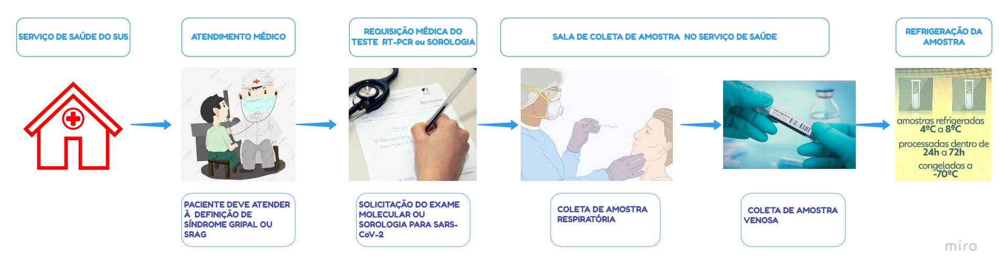 SERVIÇO DE SAÚDE DO SUS
ATENDIMENTO MÉDICO
REQUISIÇÃO MÉDICA DO
TESTE RT-PCR ou SOROLOGIA
SALA DE COLETA DE AMOSTRA NO SERVIÇO DE SAÚDE
REFRIGERAÇÃO DA
AMOSTRA
Receituário
Coronavirus
amostras refrigeradas
4ºC a 8ºC
processadas dentro de
24h a 72h
congeladas a
-70ºC
PACIENTE DEVE ATENDER
À DEFINIÇÃO DE
SÍNDROME GRIPAL OU
SRAG
SOLICITAÇÃO DO EXAME
MOLECULAR OU
SOROLOGIA PARA SARS-
CoV-2
COLETA DE AMOSTRA
RESPIRATÓRIA
COLETA DE AMOSTRA
VENOSA
miro